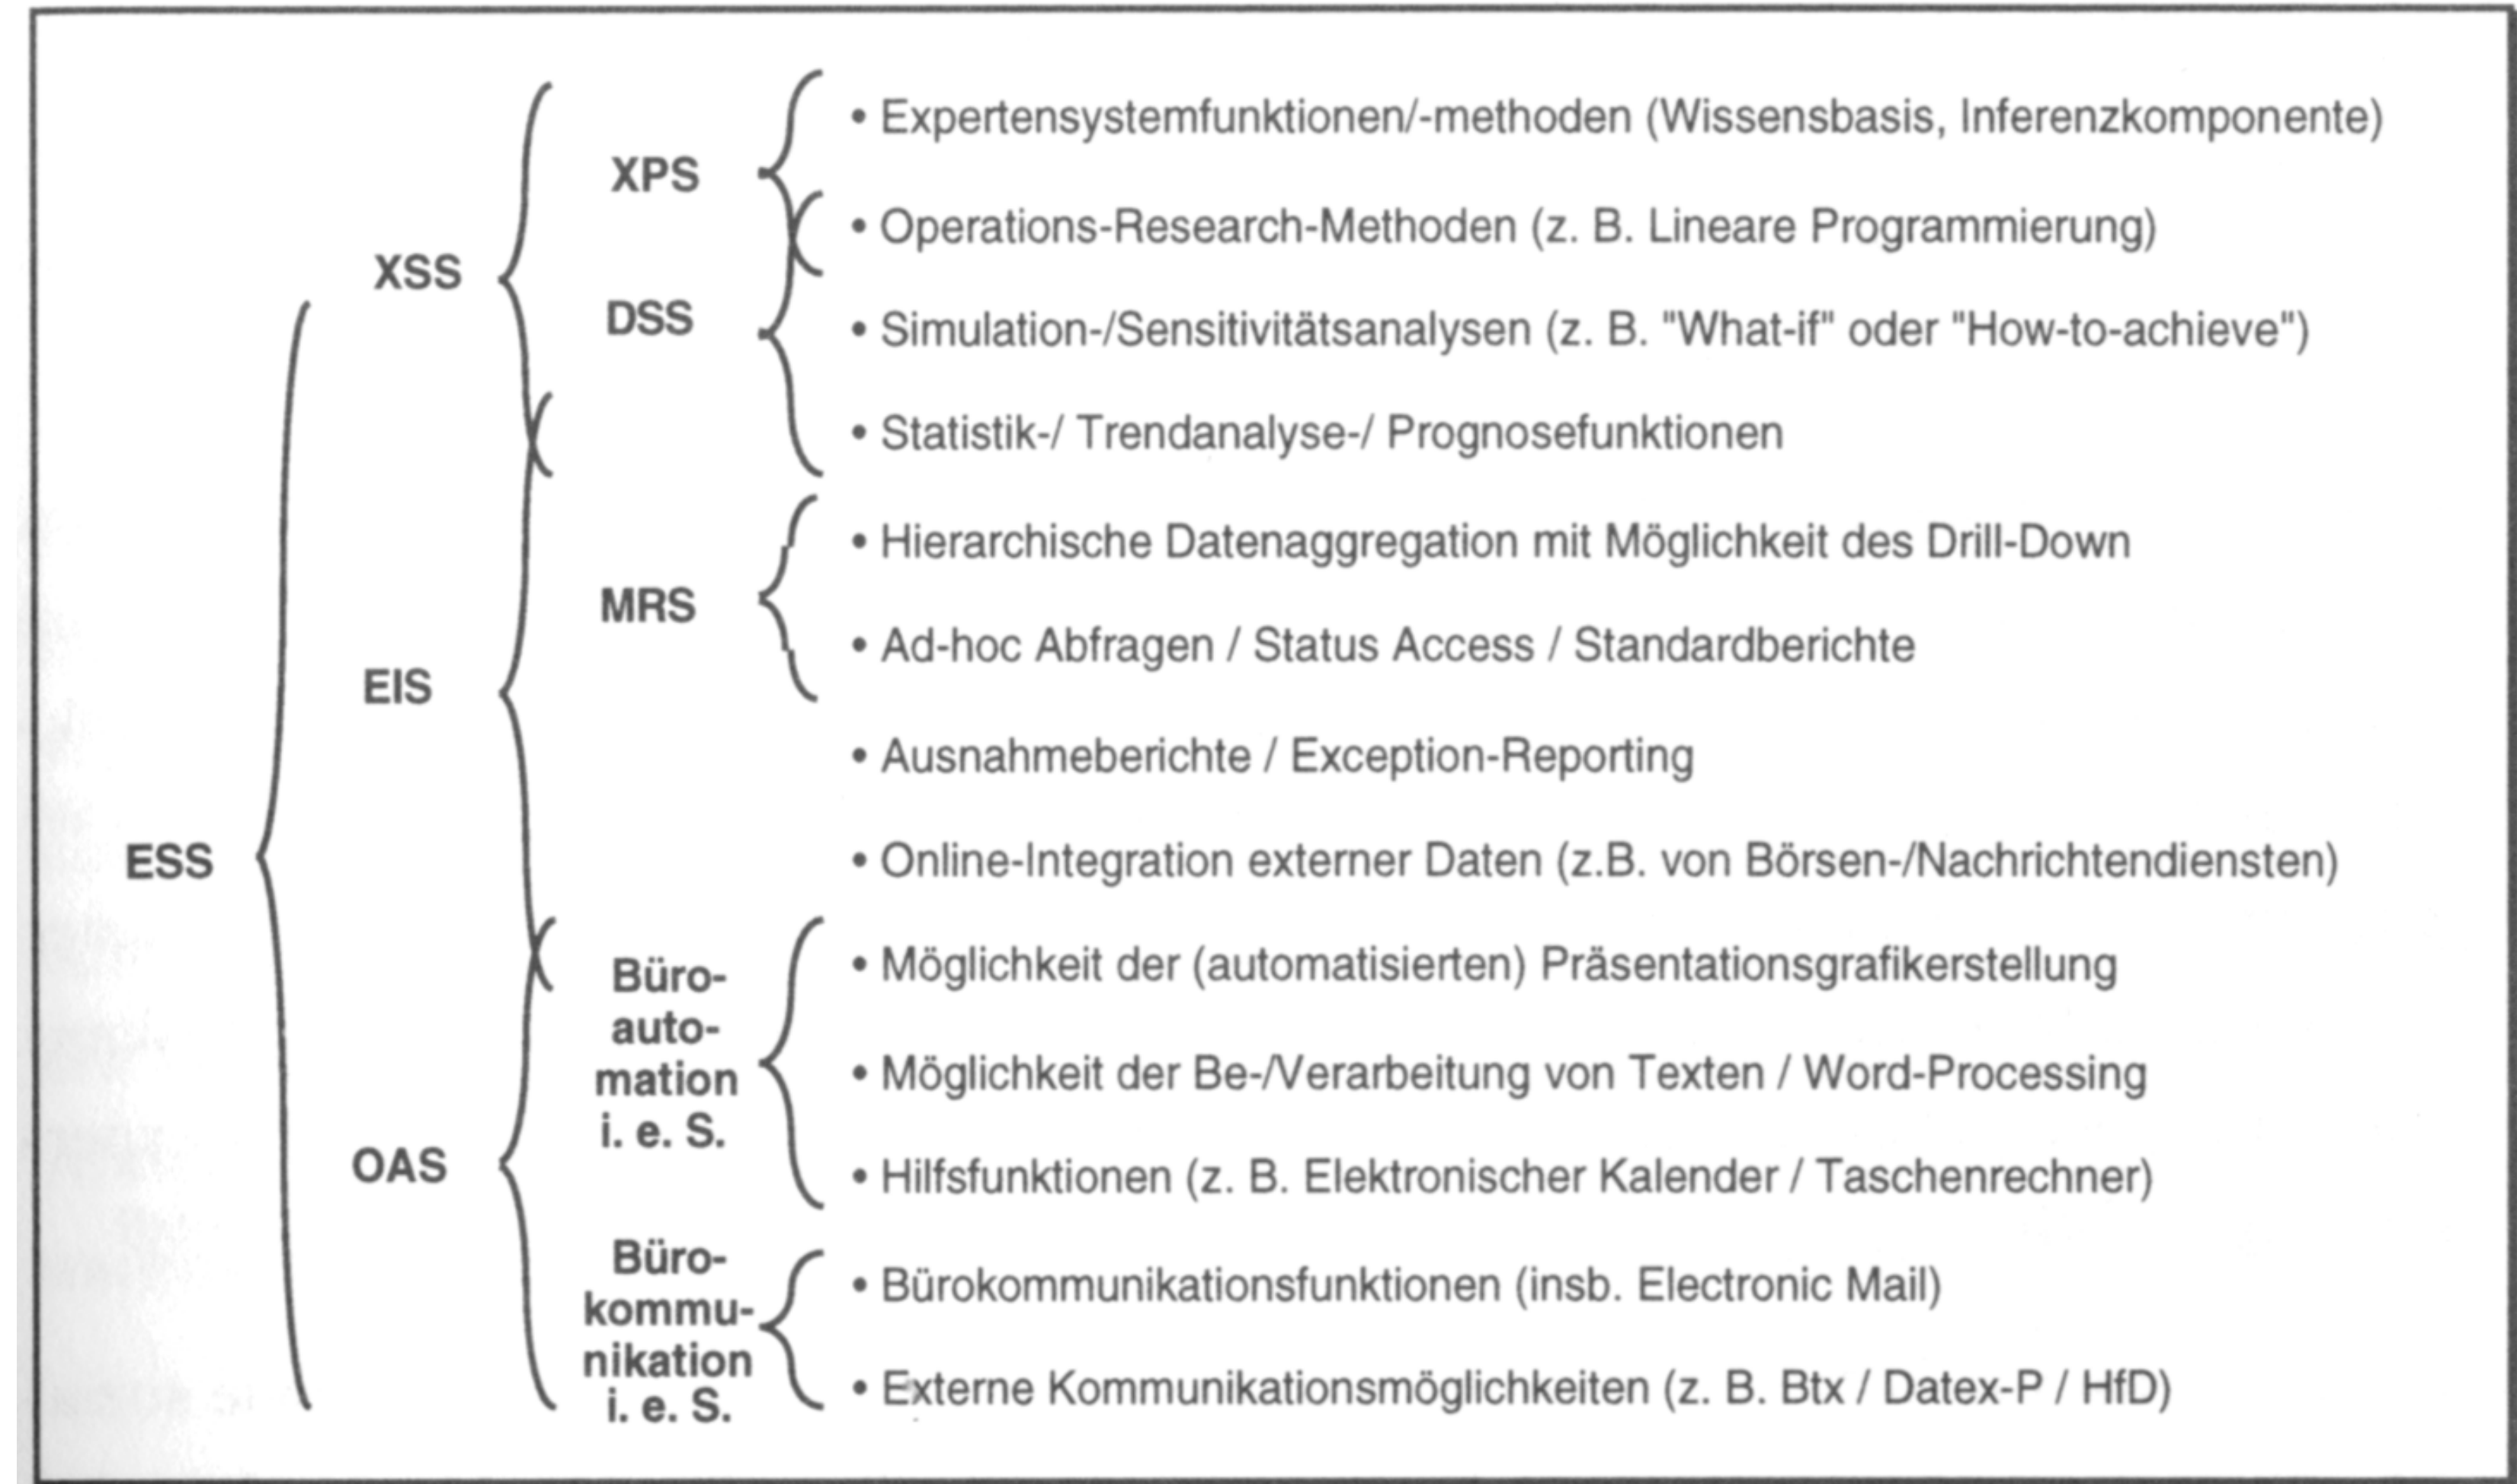 XPS
• Expertensystemfunktionen/-methoden (Wissensbasis, Inferenzkomponente)
• Operations-Research-Methoden (z. B. Lineare Programmierung)
XSS
DSS
• Simulation-/Sensitivitätsanalysen (z. B. "What-if" oder "How-to-achieve")
• Statistik-/ Trendanalyse-/ Prognosefunktionen
MRS
• Hierarchische Datenaggregation mit Möglichkeit des Drill-Down
• Ad-hoc Abfragen / Status Access / Standardberichte
EIS
• Ausnahmeberichte / Exception-Reporting
ESS
• Online-Integration externer Daten (z.B. von Börsen-/Nachrichtendiensten)
Büro-
auto-
mation
i. e. S.
• Möglichkeit der (automatisierten) Präsentationsgrafikerstellung
• Möglichkeit der Be-/Verarbeitung von Texten / Word-Processing
OAS
• Hilfsfunktionen (z. B. Elektronischer Kalender / Taschenrechner)
Büro-
kommu-
nikation
i. e. S.
• Bürokommunikationsfunktionen (insb. Electronic Mail)
• Externe Kommunikationsmöglichkeiten (z. B. Btx / Datex-P / HfD)